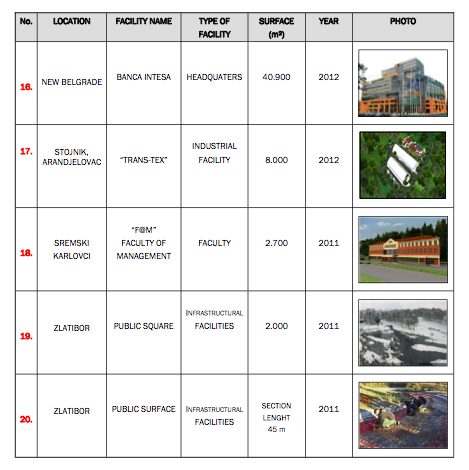 No. LOCATION FACILITY NAME TYPE OF FACILITY SURFACE (m²) YEAR PHOTO
16. NEW BELGRADE BANCA INTESA HEADQUATERS 40.900 2012
17. STOJNIK, ARANDJELOVAC "TRANS-TEX" INDUSTRIAL FACILITY 8.000 2012
18. SREMSKI KARLOVCI "F@M" FACULTY OF MANAGEMENT FACULTY 2.700 2011
19. ZLATIBOR PUBLIC SQUARE INFRASTRUCTURAL FACILITIES 2.000 2011
20. ZLATIBOR PUBLIC SURFACE INFRASTRUCTURAL FACILITIES SECTION LENGHT 45 m 2011